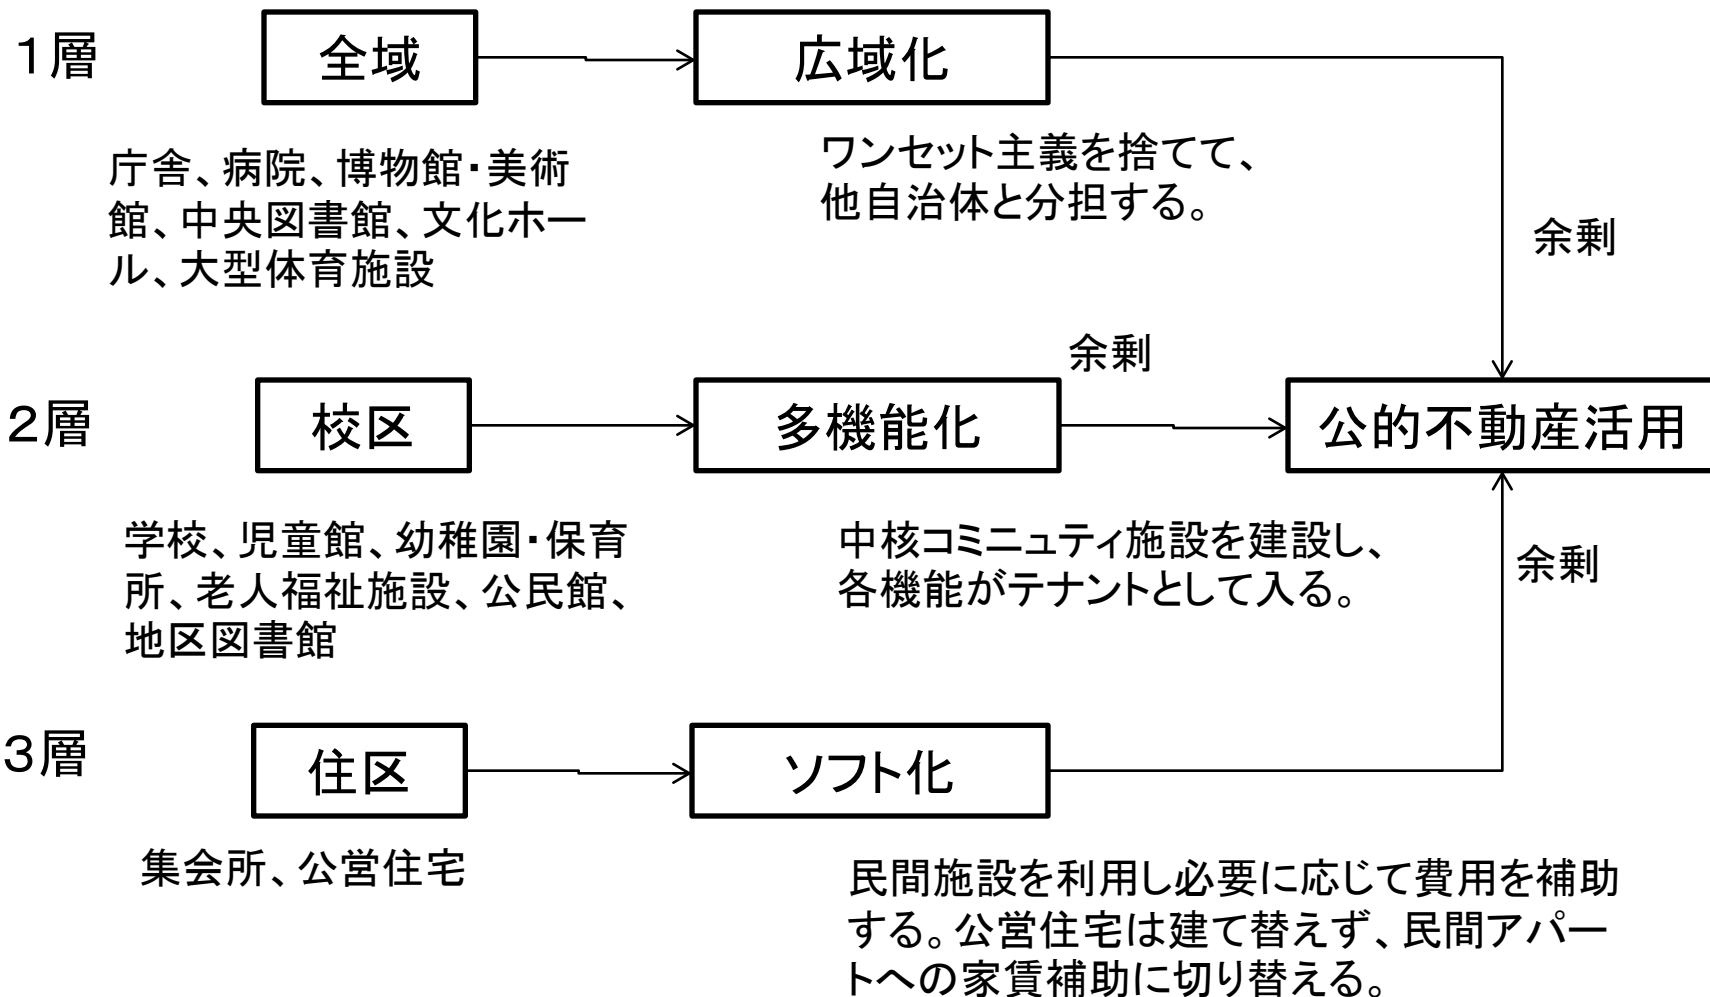 1層
全域
広域化
庁舎、病院、博物館・美術
館、中央図書館、文化ホー
ル、大型体育施設
ワンセット主義を捨てて、
他自治体と分担する。
余剰
2層
校区
多機能化
余剰
公的不動産活用
学校、児童館、幼稚園・保育
所、老人福祉施設、公民館、
地区図書館
中核コミニュティ施設を建設し、
各機能がテナントとして入る。
余剰
3層
住区
ソフト化
集会所、公営住宅
民間施設を利用し必要に応じて費用を補助
する。公営住宅は建て替えず、民間アパー
トへの家賃補助に切り替える。